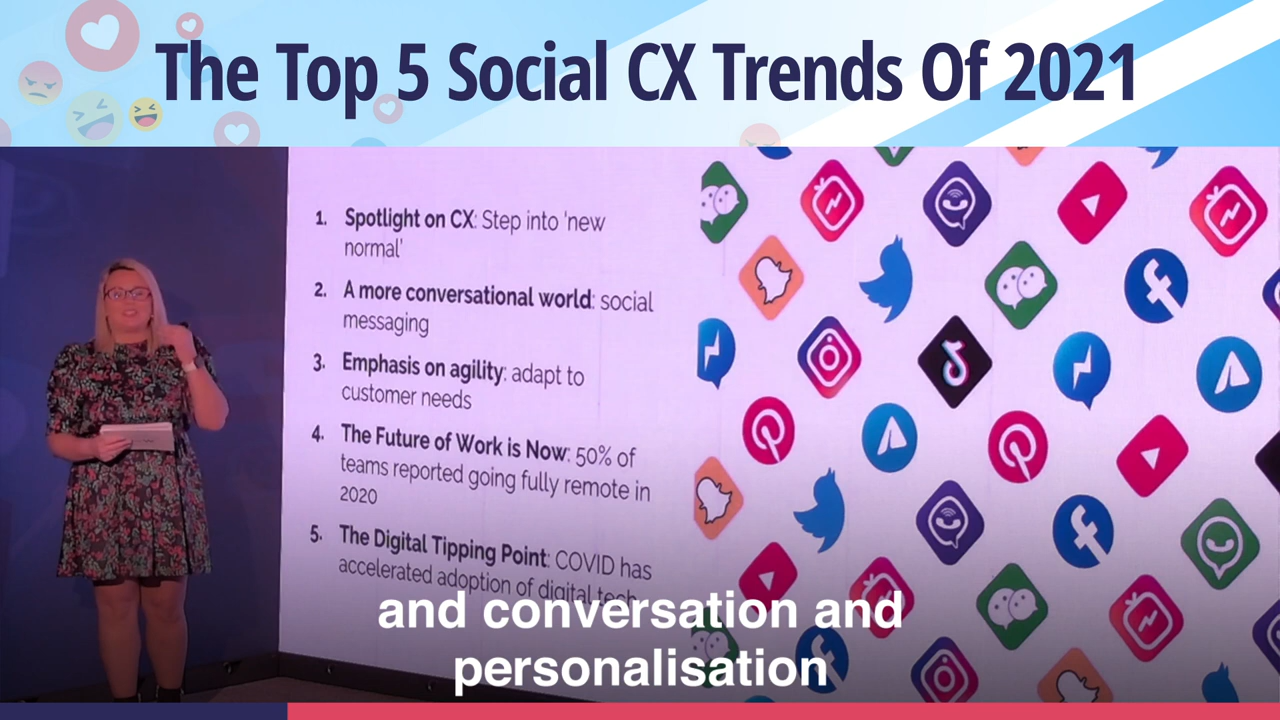 The Top 5 Social CX Trends Of 2021
1. Spotlight on CX: Step into 'new
normal'
2. A more conversational world: social
messaging
3. Emphasis on agility: adapt to
customer needs
4. The Future of Work is Now: 50% of
teams reported going fully remote in
2020
5. The Digital Tipping Point: COVID has
accelerated adoption of digital tech
and conversation and
personalisation